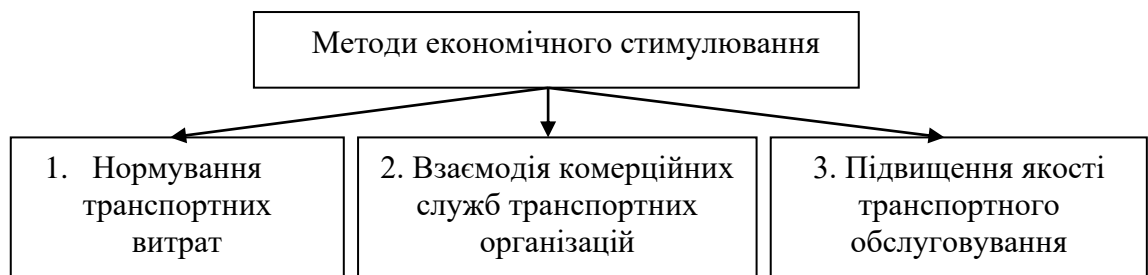 Методи економічного стимулювання
1. Нормування
транспортних
витрат
2. Взаємодія комерційних
служб транспортних
організацій
3. Підвищення якості
транспортного
обслуговування